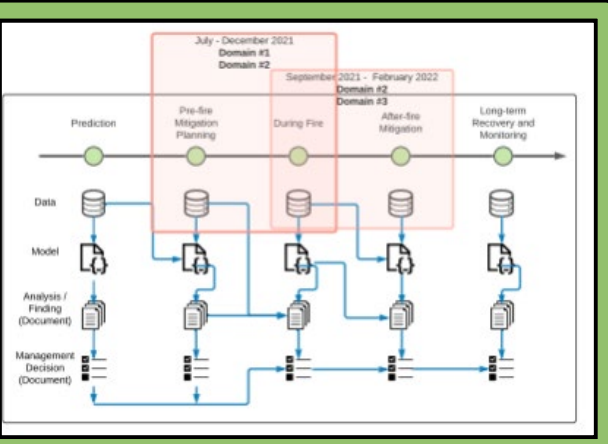 July - December 2021
Domain #1
Domain #2
September 2021 - February 2022
Domain #2
Domain #3
Prediction
Pre-fire
Mitigation
Planning
During Fire
After-fire
Mitigation
Long-term
Recovery and
Monitoring
Data
Model
{}
{}
{}
{}
{}
Analysis /
Finding
(Document)
Management
Decision
(Document)